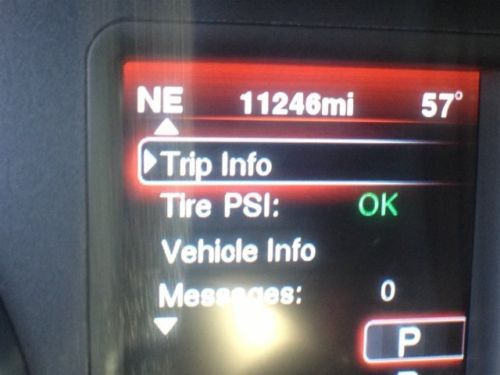 NE 11246mi 57°
Trip Info
Tire PSI: OK
Vehicle Info
Messages: 0
P